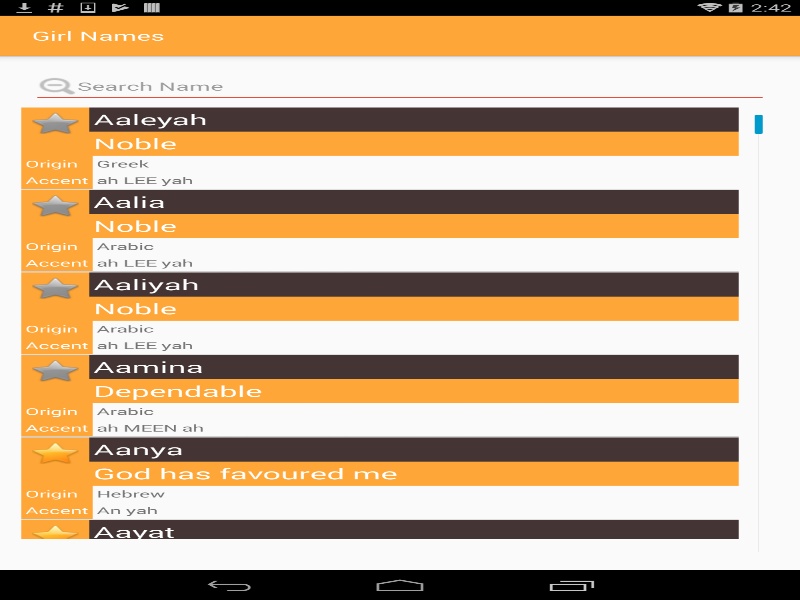 2:42
Girl Names
Search Name
Aaleyah
Noble
Origin Greek
Accent ah LEE yah
Aalia
Noble
Origin Arabic
Accent ah LEE yah
Aaliyah
Noble
Origin Arabic
Accent ah LEE yah
Aamina
Dependable
Origin Arabic
Accent ah MEEN ah
Aanya
God has favoured me
Origin Hebrew
Accent An yah
Aayat